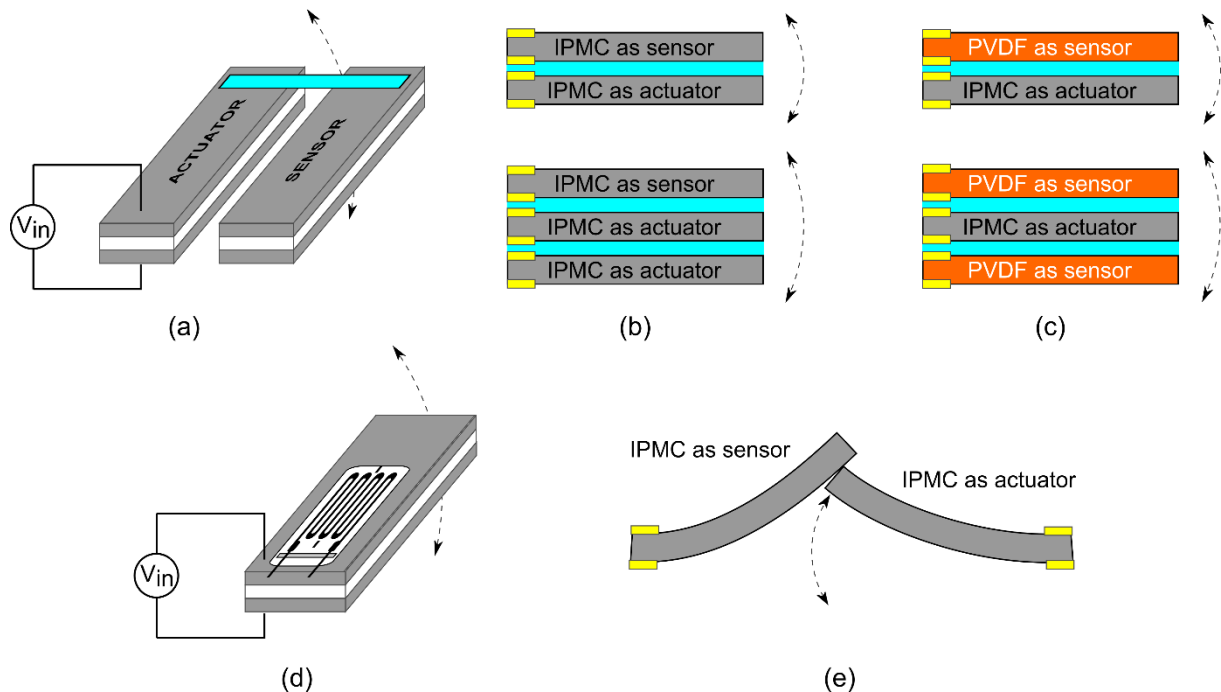 ACTUATOR
SENSOR
Vin
(a)
IPMC as sensor
IPMC as actuator
IPMC as sensor
IPMC as actuator
IPMC as actuator
(b)
PVDF as sensor
IPMC as actuator
PVDF as sensor
IPMC as actuator
PVDF as sensor
(c)
Vin
(d)
IPMC as sensor
IPMC as actuator
(e)